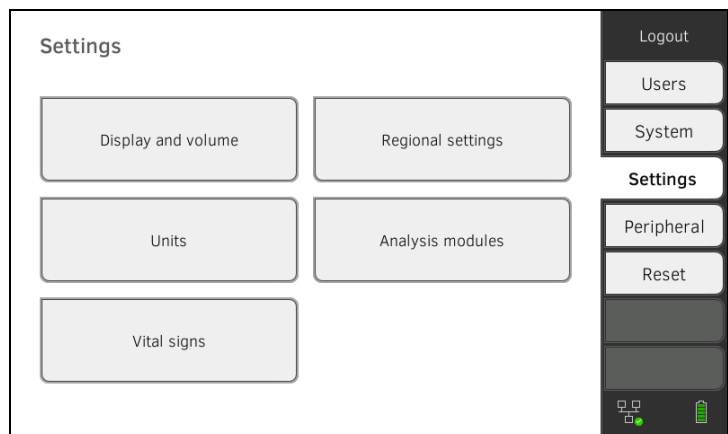 Settings
Display and volume
Regional settings
Units
Analysis modules
Vital signs
Logout
Users
System
Settings
Peripheral
Reset